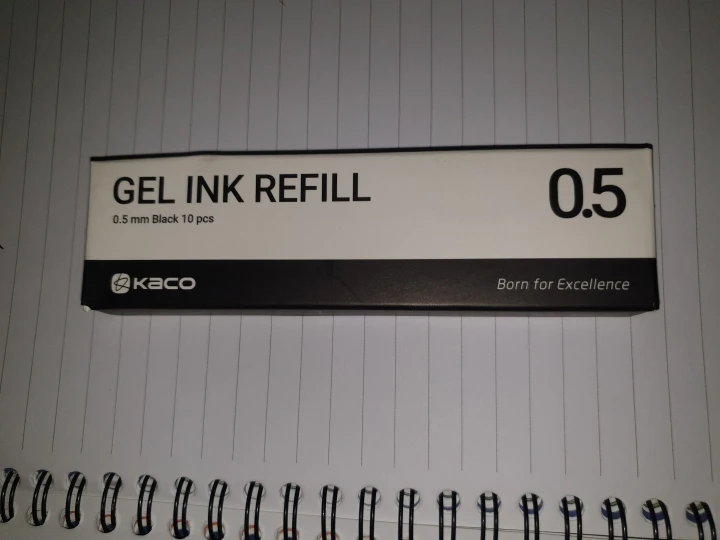 GEL INK REFILL
0.5
0.5 mm Black 10 pcs
KACO
Born for Excellence